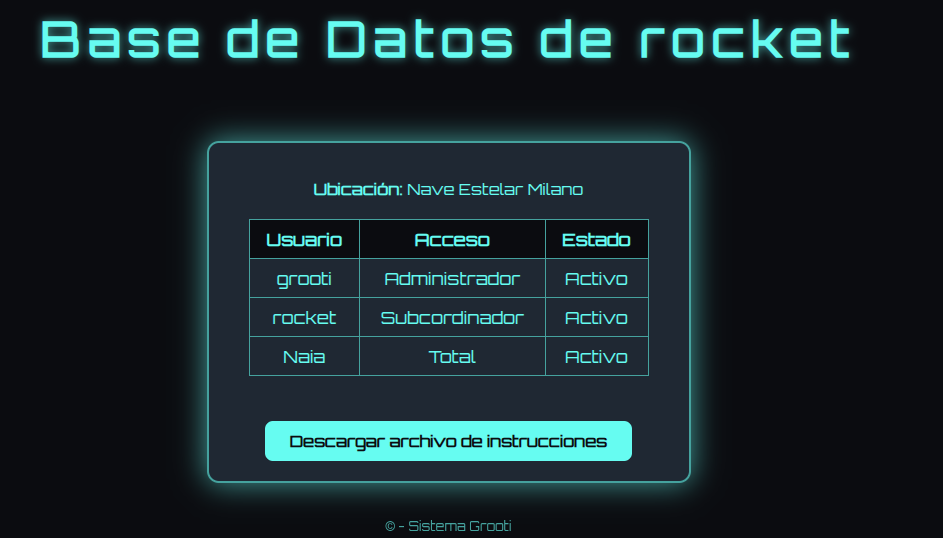 Base de Datos de rocket
Ubicación: Nave Estelar Milano
Usuario Acceso Estado
grooti Administrador Activo
rocket Subcordinador Activo
Naia Total Activo
Descargar archivo de instrucciones
© - Sistema Grooti